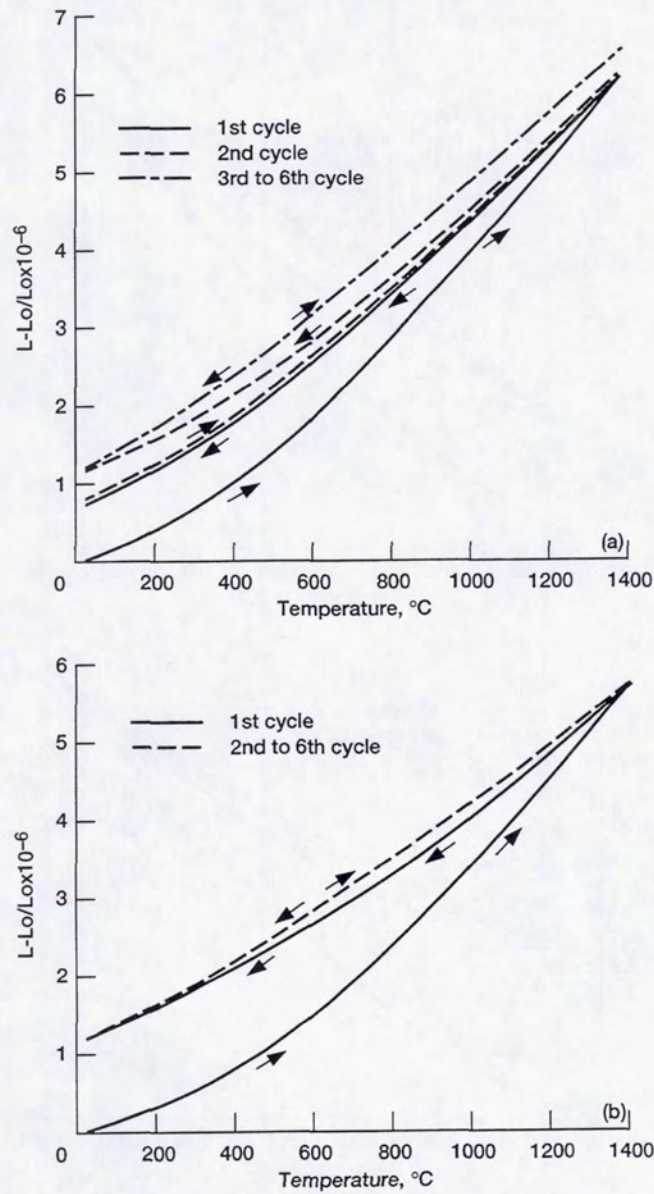 7
6
5
4
3
2
1
0
L-Lo/Lox10⁻⁶
1st cycle
2nd cycle
3rd to 6th cycle
(a)
200 400 600 800 1000 1200 1400
Temperature, °C
6
5
4
3
2
1
0
L-Lo/Lox10⁻⁶
1st cycle
2nd to 6th cycle
(b)
200 400 600 800 1000 1200 1400
Temperature, °C